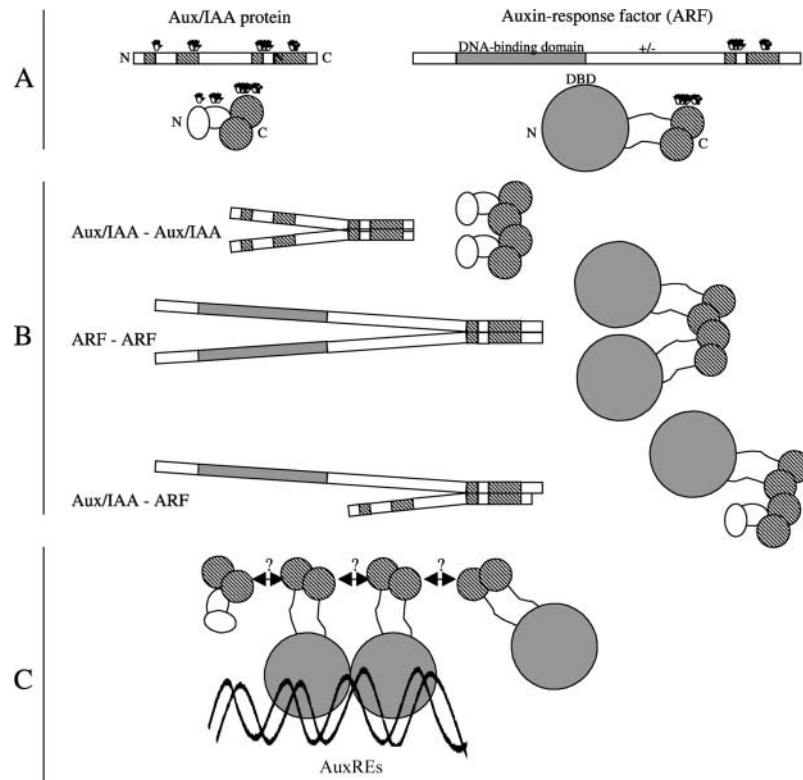 Aux/IAA protein
Auxin-response factor (ARF)
A
N
C
DNA-binding domain
+/-
DBD
N
C
N
C
B
Aux/IAA - Aux/IAA
ARF - ARF
Aux/IAA - ARF
C
? ? ?
AuxREs